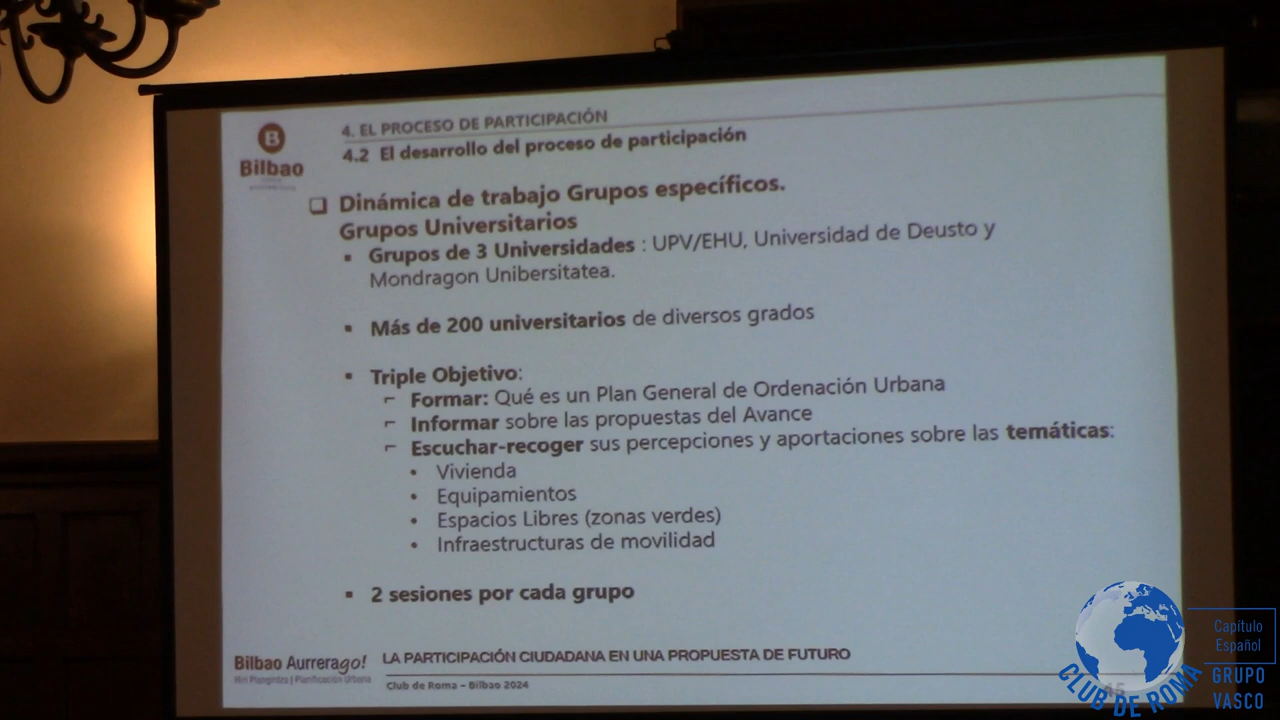 4. EL PROCESO DE PARTICIPACIÓN
4.2 El desarrollo del proceso de participación
B
Bilbao
❑ Dinámica de trabajo Grupos específicos.
Grupos Universitarios
▪ Grupos de 3 Universidades : UPV/EHU, Universidad de Deusto y
Mondragon Unibersitatea.
▪ Más de 200 universitarios de diversos grados
▪ Triple Objetivo:
⌐ Formar: Qué es un Plan General de Ordenación Urbana
⌐ Informar sobre las propuestas del Avance
⌐ Escuchar-recoger sus percepciones y aportaciones sobre las temáticas:
• Vivienda
• Equipamientos
• Espacios Libres (zonas verdes)
• Infraestructuras de movilidad
▪ 2 sesiones por cada grupo
Bilbao Aurrerago!
Hiri Plangintza | Planificación Urbana
LA PARTICIPACIÓN CIUDADANA EN UNA PROPUESTA DE FUTURO
Club de Roma – Bilbao 2024
CLUB DE ROMA
Capítulo
Español
GRUPO
VASCO